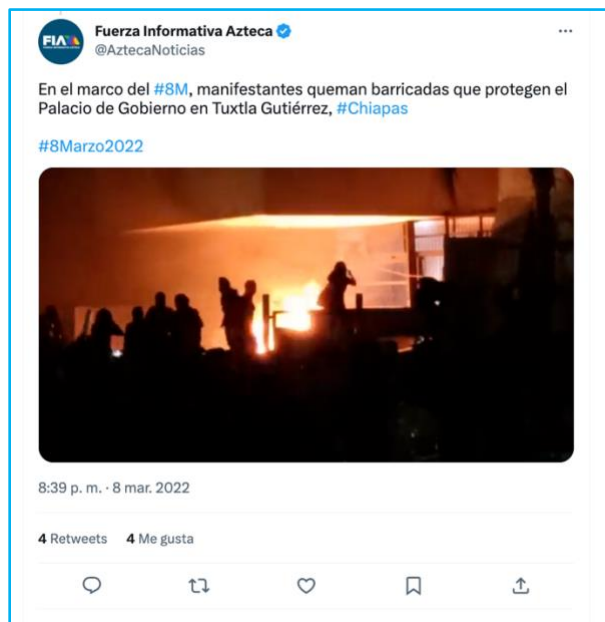 FIA
Fuerza Informativa Azteca
@AztecaNoticias
En el marco del #8M, manifestantes queman barricadas que protegen el
Palacio de Gobierno en Tuxtla Gutiérrez, #Chiapas
#8Marzo2022
8:39 p. m. · 8 mar. 2022
4 Retweets 4 Me gusta